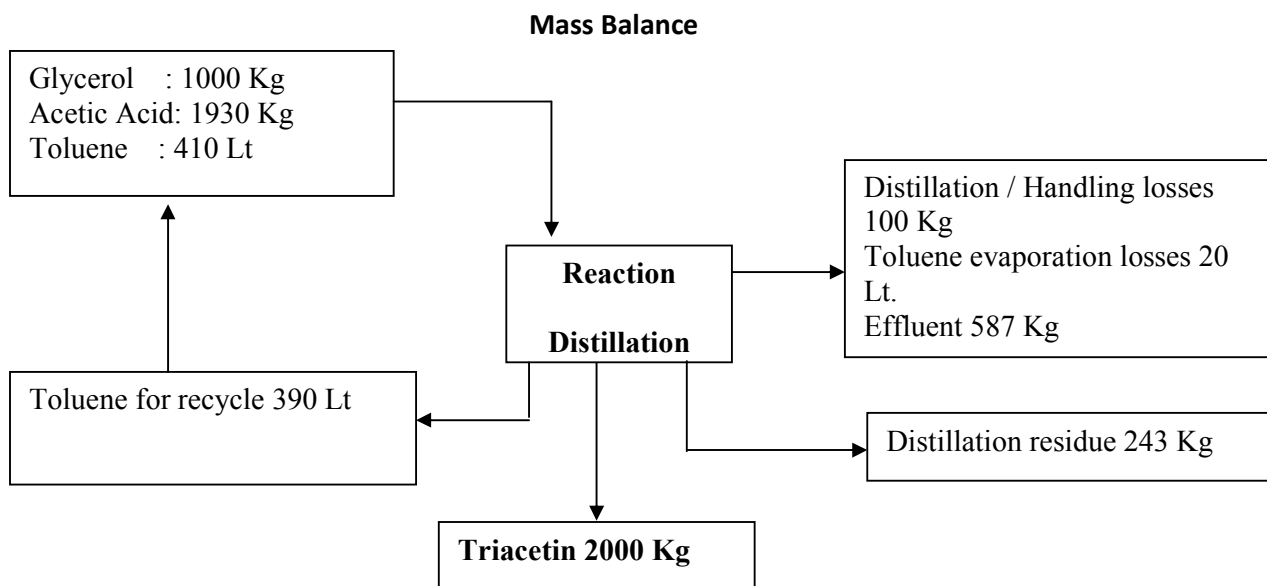 Mass Balance
Glycerol : 1000 Kg
Acetic Acid: 1930 Kg
Toluene : 410 Lt
Distillation / Handling losses
100 Kg
Toluene evaporation losses 20
Lt.
Effluent 587 Kg
Reaction
Distillation
Toluene for recycle 390 Lt
Distillation residue 243 Kg
Triacetin 2000 Kg